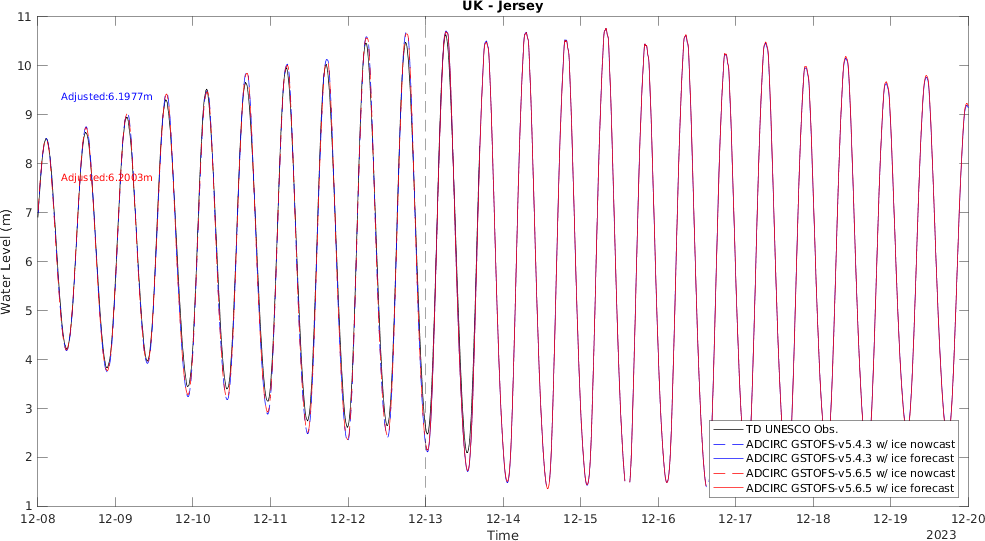 UK - Jersey
11
10
9
8
7
6
5
4
3
2
1
Water Level (m)
Adjusted:6.1977m
Adjusted:6.2003m
TD UNESCO Obs.
ADCIRC GSTOFS-v5.4.3 w/ ice nowcast
ADCIRC GSTOFS-v5.4.3 w/ ice forecast
ADCIRC GSTOFS-v5.6.5 w/ ice nowcast
ADCIRC GSTOFS-v5.6.5 w/ ice forecast
12-08 12-09 12-10 12-11 12-12 12-13 12-14 12-15 12-16 12-17 12-18 12-19 12-20
Time
2023